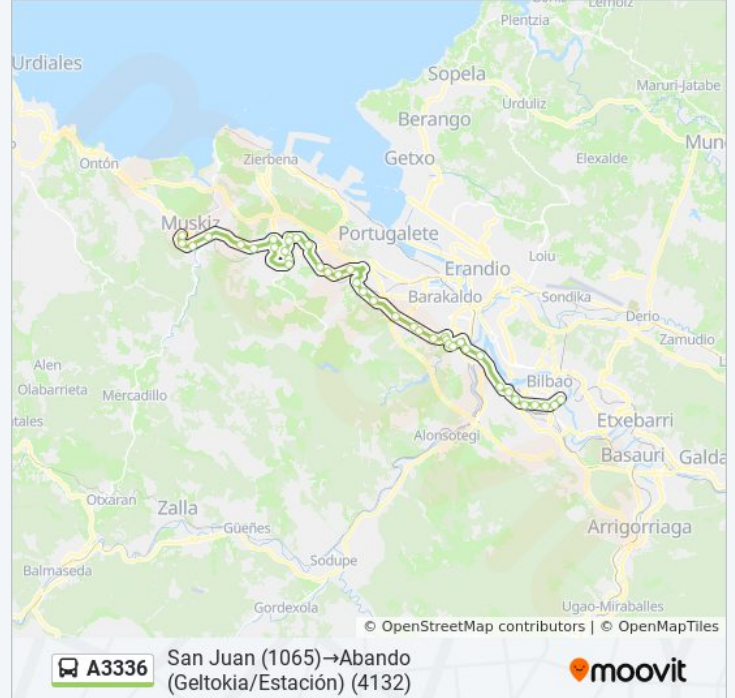 Lemoiz
Plentzia
Urdiales
Sopela
Maruri-Jatabe
Urduliz
Berango
Mun
Zierbena
Getxo
Elexalde
Ontón
Muskiz
Portugalete
Loiu
Erandio
Barakaldo
Sondika
Derio
Zamudio
Alen
Bilbao
Olabarrieta
Mercadillo
tales
Etxebarri
Alonsotegi
Basauri
Galda
Otxaran
Zalla
Güeñes
Arrigorriaga
Sodupe
Balmaseda
Gordexola
Ugao-Miraballes
© OpenStreetMap contributors | © OpenMapTiles
A3336
San Juan (1065)→Abando
(Geltokia/Estación) (4132)
moovit